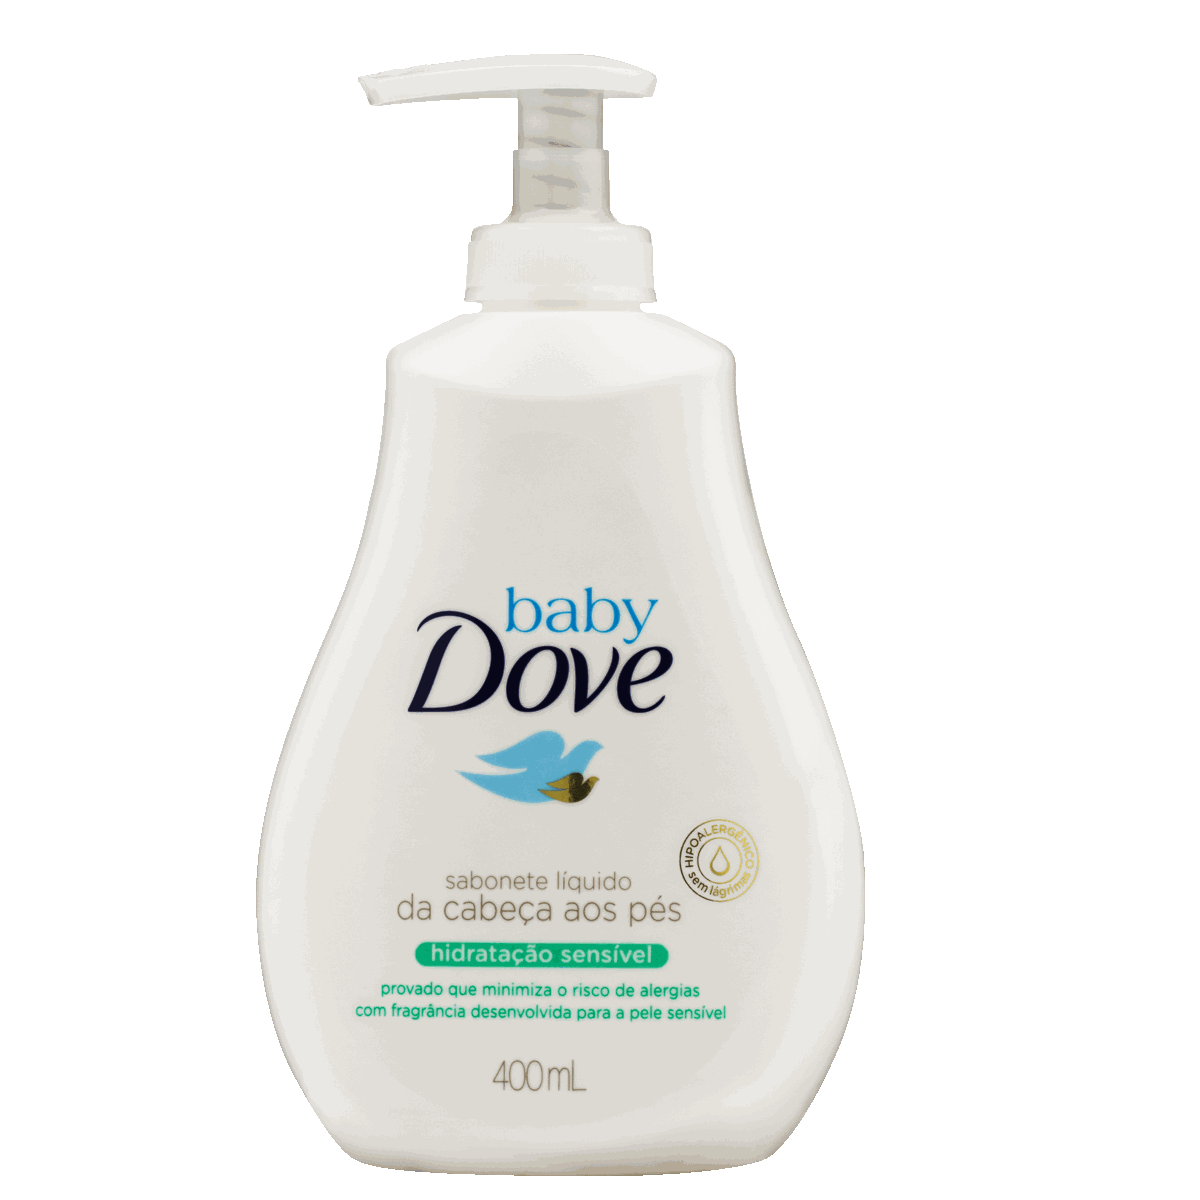 baby
Dove
HIPOALERGÊNICO
sem lágrimas
sabonete líquido
da cabeça aos pés
hidratação sensível
provado que minimiza o risco de alergias
com fragrância desenvolvida para a pele sensível
400mL